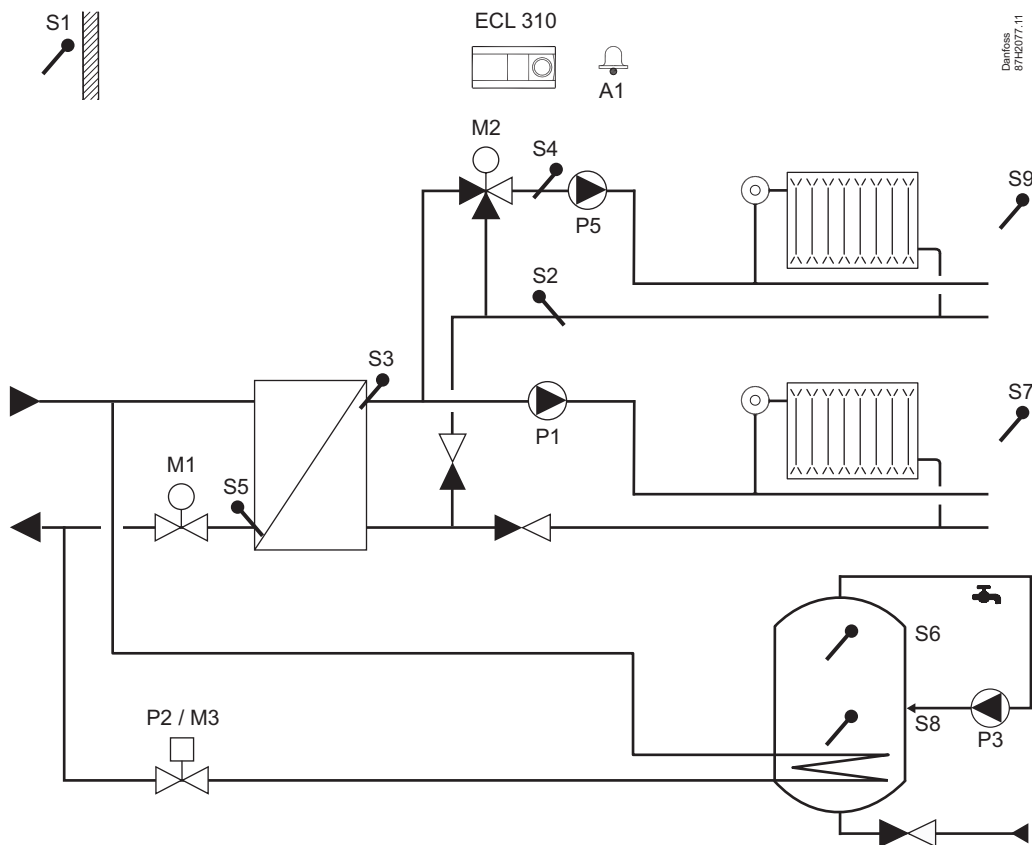 S1
ECL 310
A1
Danfoss
87H2077.11
M2
S4
P5
S9
S2
S3
P1
S7
M1
S5
S6
P2 / M3
S8
P3